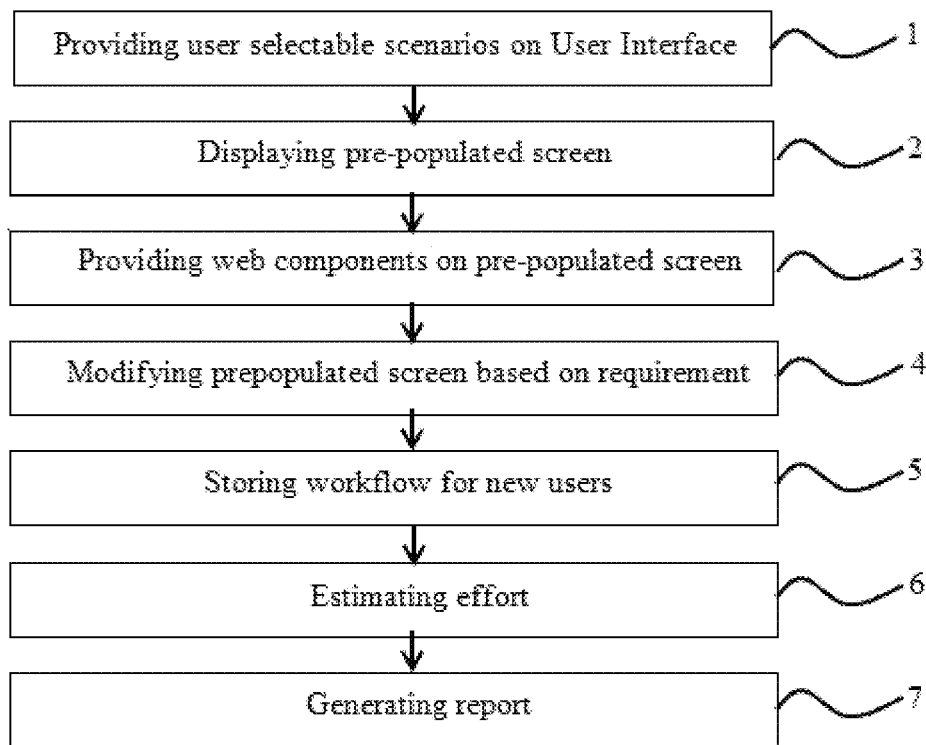 Providing user selectable scenarios on User Interface 1
Displaying pre-populated screen 2
Providing web components on pre-populated screen 3
Modifying prepopulated screen based on requirement 4
Storing workflow for new users 5
Estimating effort 6
Generating report 7